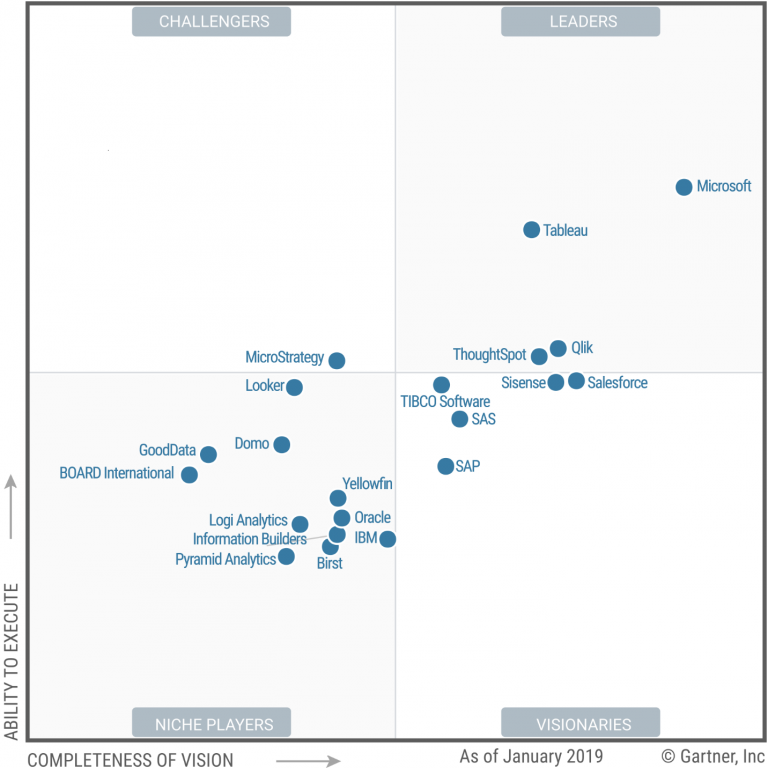 CHALLENGERS
LEADERS
Microsoft
Tableau
MicroStrategy
ThoughtSpot
Qlik
Looker
Sisense
Salesforce
TIBCO Software
SAS
GoodData
Domo
BOARD International
SAP
Yellowfin
Logi Analytics
Oracle
Information Builders
IBM
Pyramid Analytics
Birst
ABILITY TO EXECUTE
NICHE PLAYERS
VISIONARIES
COMPLETENESS OF VISION
As of January 2019
© Gartner, Inc